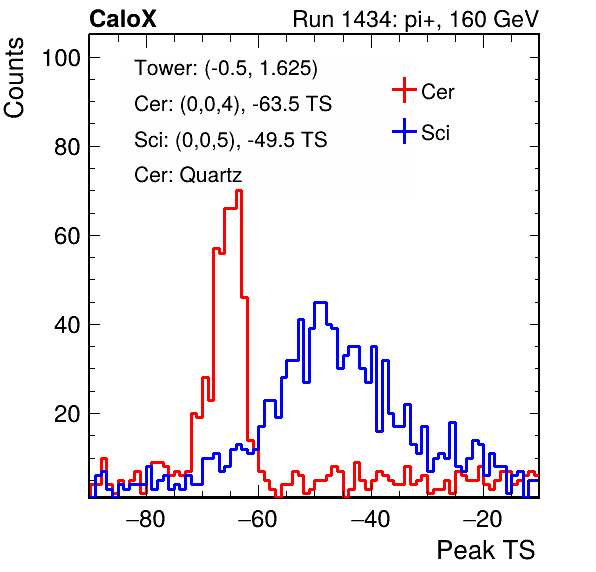 CaloX Run 1434: pi+, 160 GeV
Counts
100
80
60
40
20
Tower: (-0.5, 1.625)
Cer: (0,0,4), -63.5 TS
Sci: (0,0,5), -49.5 TS
Cer: Quartz
Cer
Sci
−80 −60 −40 −20
Peak TS